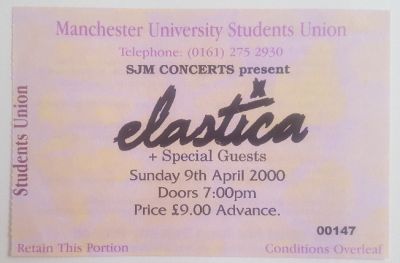 Manchester University Students Union
Telephone: (0161) 275 2930
SJM CONCERTS present
elastica
+ Special Guests
Sunday 9th April 2000
Doors 7:00pm
Price £9.00 Advance.
00147
Retain This Portion
Conditions Overleaf
Students Union